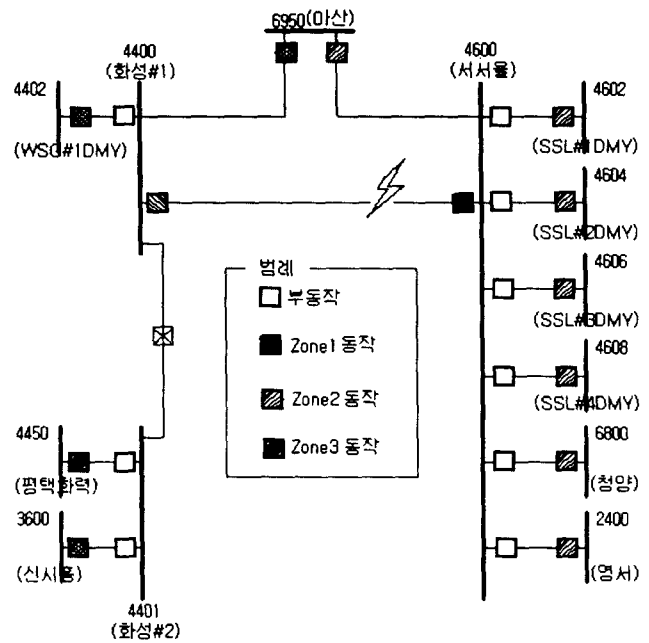 6950(마산)
4400
(화성#1)
4600
(서서울)
4402
(WSC#1DMY)
4602
(SSL#1DMY)
4604
(SSL#2DMY)
4606
(SSL#3DMY)
4608
(SSL#4DMY)
범례
부동작
Zone1 동작
Zone2 동작
Zone3 동작
4450
(평택화력)
6800
(청양)
3600
(신시흥)
2400
(영서)
4401
(화성#2)